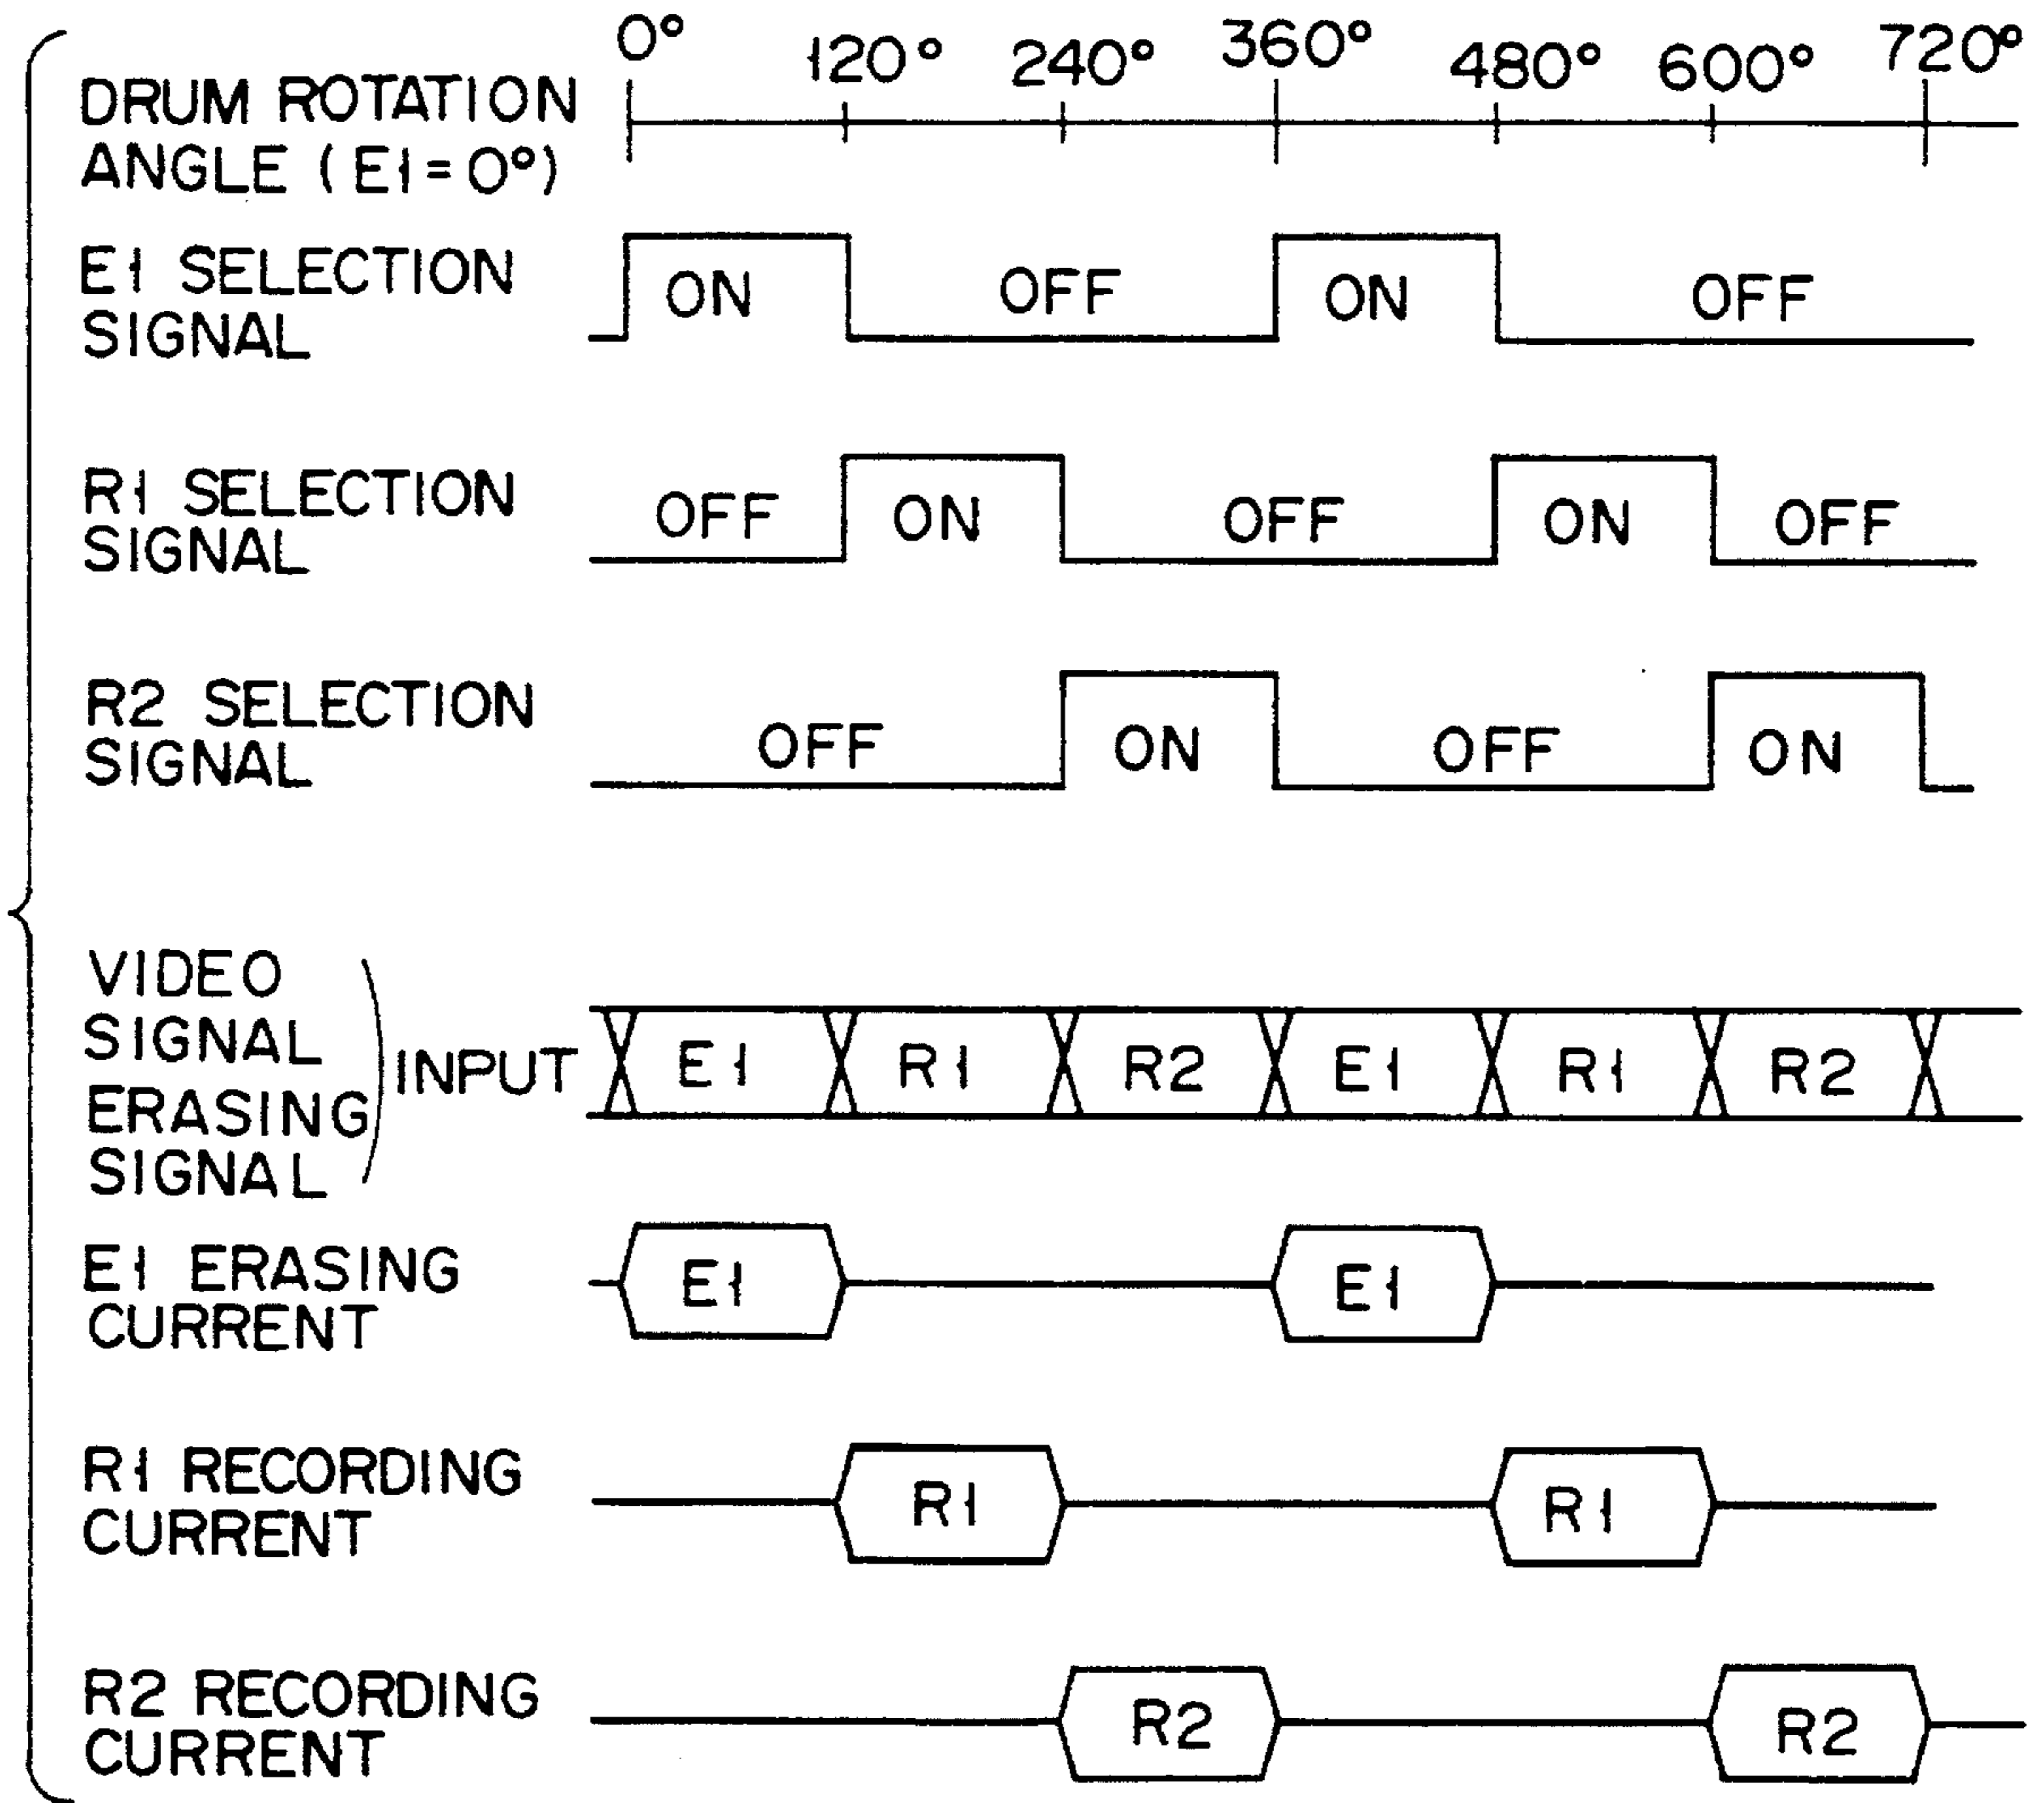 0° 120° 240° 360° 480° 600° 720°
DRUM ROTATION
ANGLE (E1=0°)
E1 SELECTION
SIGNAL
ON OFF ON OFF
R1 SELECTION
SIGNAL
OFF ON OFF ON OFF
R2 SELECTION
SIGNAL
OFF ON OFF ON
VIDEO
SIGNAL
ERASING
SIGNAL
INPUT
E1 R1 R2 E1 R1 R2
E1 ERASING
CURRENT
E1 E1
R1 RECORDING
CURRENT
R1 R1
R2 RECORDING
CURRENT
R2 R2